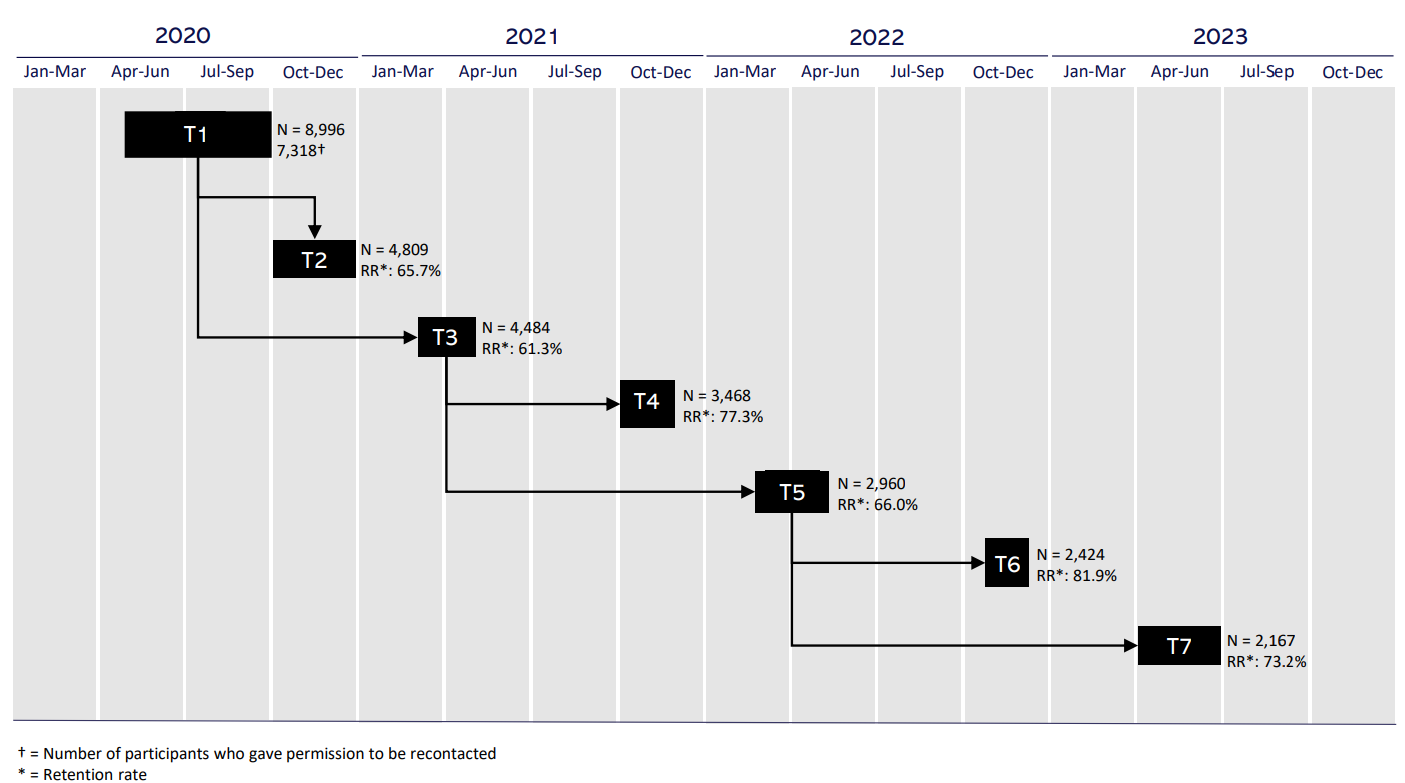 2020 2021 2022 2023
Jan-Mar Apr-Jun Jul-Sep Oct-Dec Jan-Mar Apr-Jun Jul-Sep Oct-Dec Jan-Mar Apr-Jun Jul-Sep Oct-Dec Jan-Mar Apr-Jun Jul-Sep Oct-Dec
T1
N = 8,996
7,318†
T2
N = 4,809
RR*: 65.7%
T3
N = 4,484
RR*: 61.3%
T4
N = 3,468
RR*: 77.3%
T5
N = 2,960
RR*: 66.0%
T6
N = 2,424
RR*: 81.9%
T7
N = 2,167
RR*: 73.2%
† = Number of participants who gave permission to be recontacted
* = Retention rate